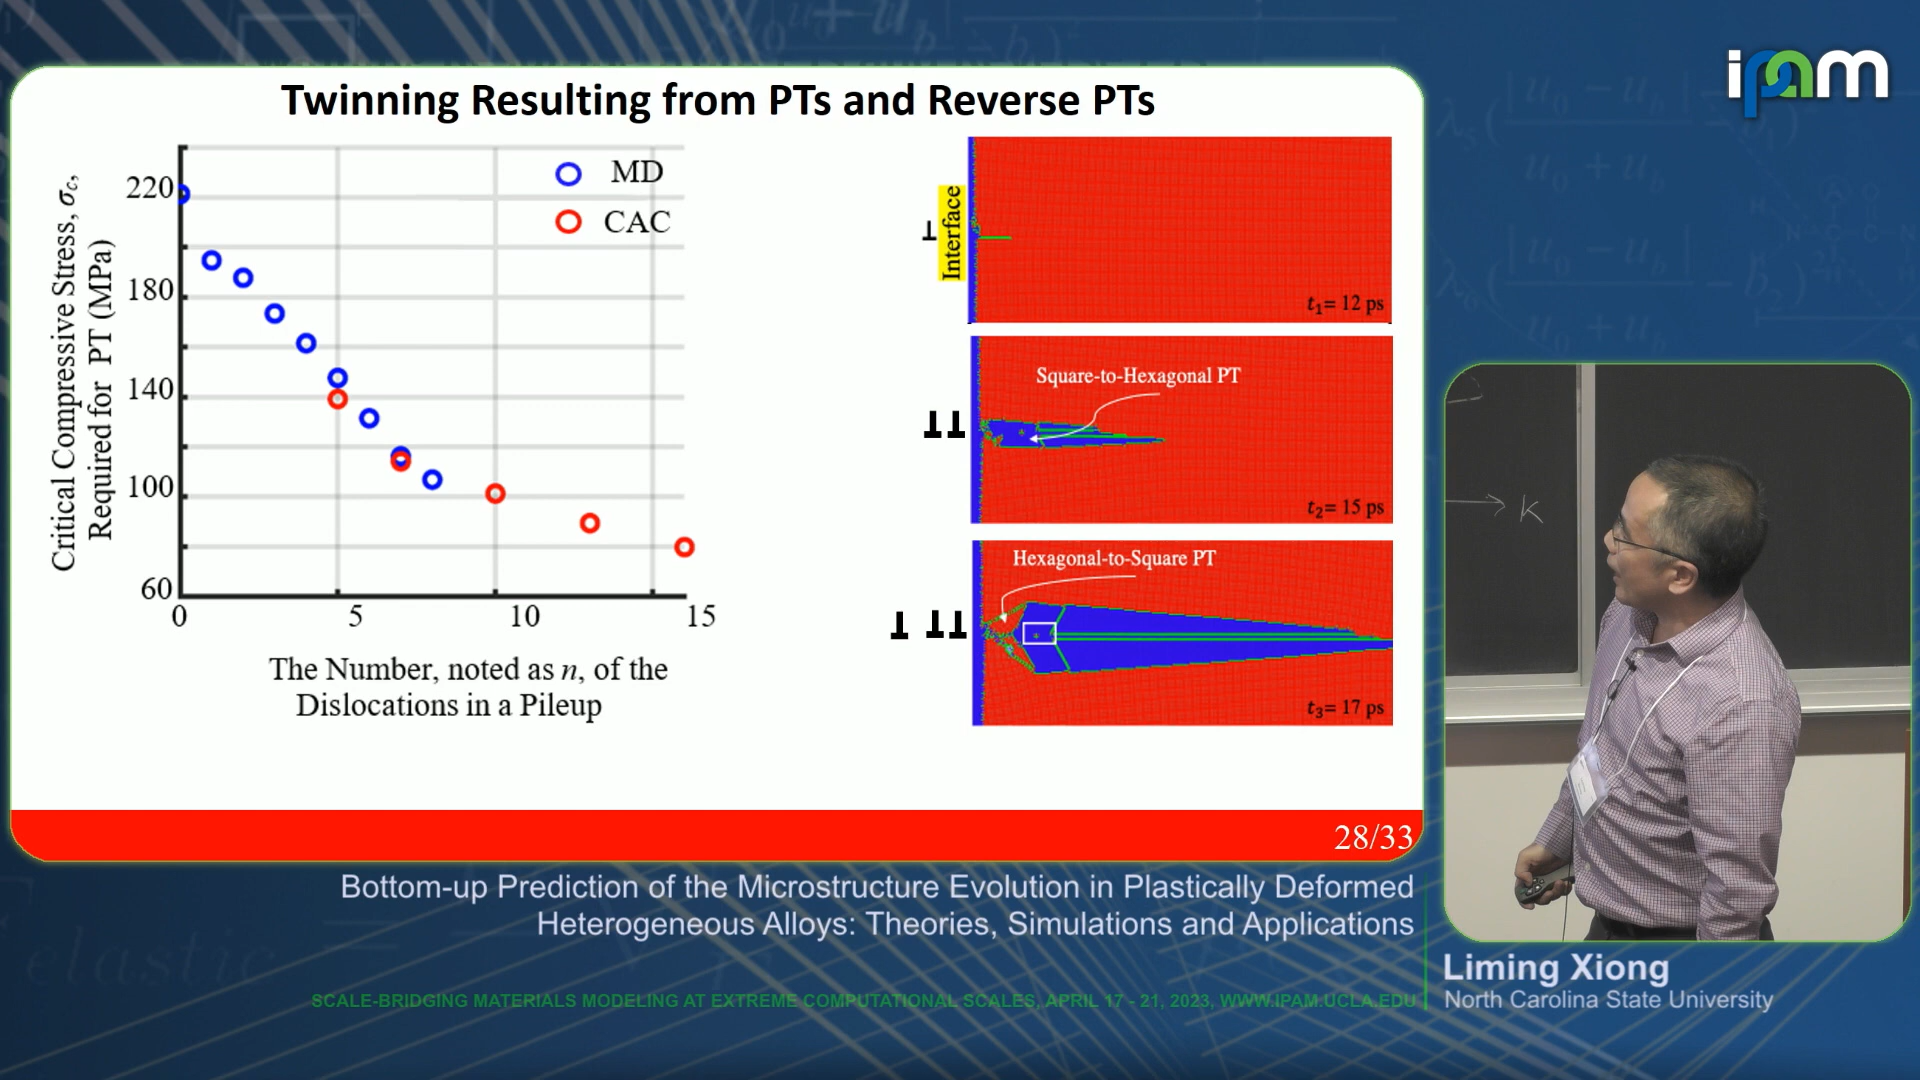 ipam
Twinning Resulting from PTs and Reverse PTs
Critical Compressive Stress, σc,
Required for PT (MPa)
220
180
140
100
60
0
5
10
15
MD
CAC
The Number, noted as n, of the
Dislocations in a Pileup
Interface
t1= 12 ps
Square-to-Hexagonal PT
t2= 15 ps
Hexagonal-to-Square PT
t3= 17 ps
28/33
K
Bottom-up Prediction of the Microstructure Evolution in Plastically Deformed
Heterogeneous Alloys: Theories, Simulations and Applications
Liming Xiong
North Carolina State University
SCALE-BRIDGING MATERIALS MODELING AT EXTREME COMPUTATIONAL SCALES, APRIL 17 - 21, 2023, WWW.IPAM.UCLA.EDU
elastic